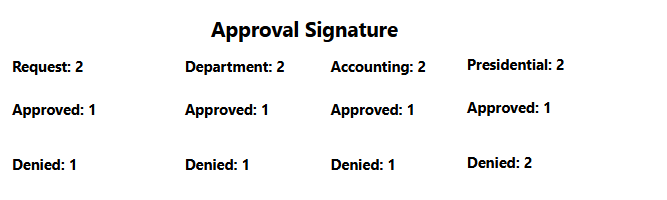 Approval Signature
Request: 2 Department: 2 Accounting: 2 Presidential: 2
Approved: 1 Approved: 1 Approved: 1 Approved: 1
Denied: 1 Denied: 1 Denied: 1 Denied: 2